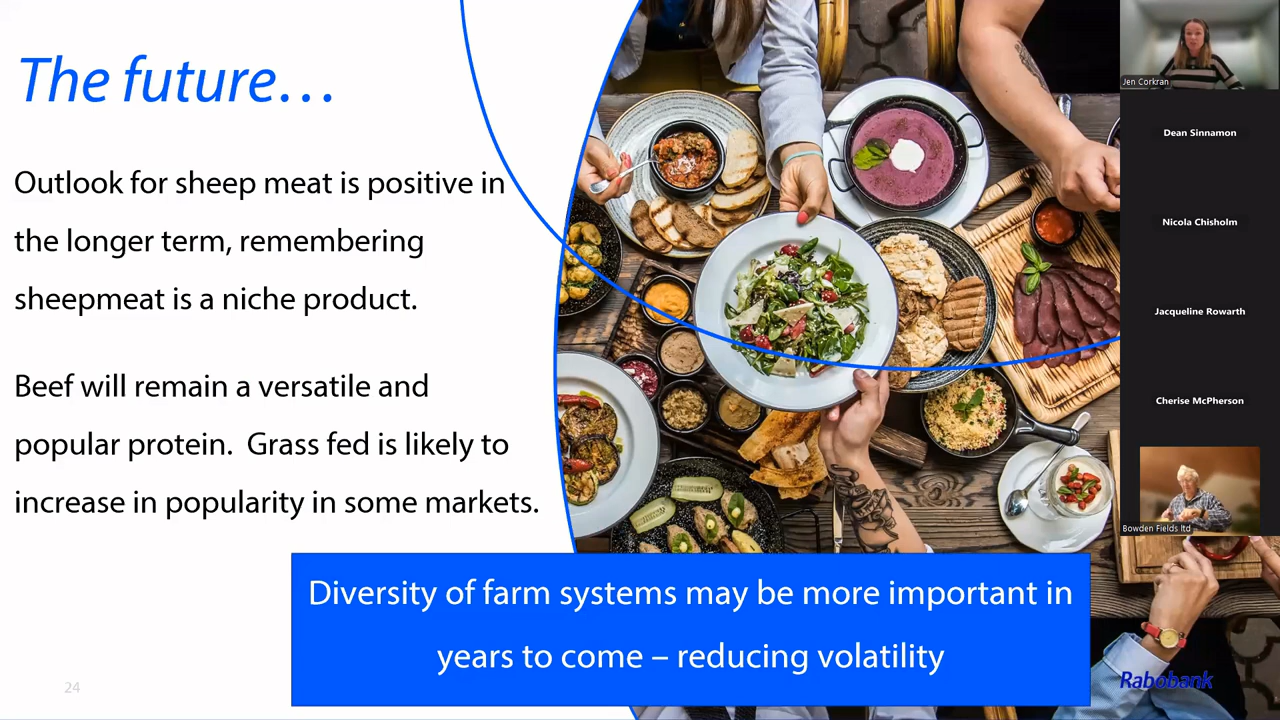 The future…
Outlook for sheep meat is positive in
the longer term, remembering
sheepmeat is a niche product.
Beef will remain a versatile and
popular protein.  Grass fed is likely to
increase in popularity in some markets.
Diversity of farm systems may be more important in
years to come – reducing volatility
24
Rabobank
Jen Corkran
Dean Sinnamon
Nicola Chisholm
Jacqueline Rowarth
Cherise McPherson
Bowden Fields ltd